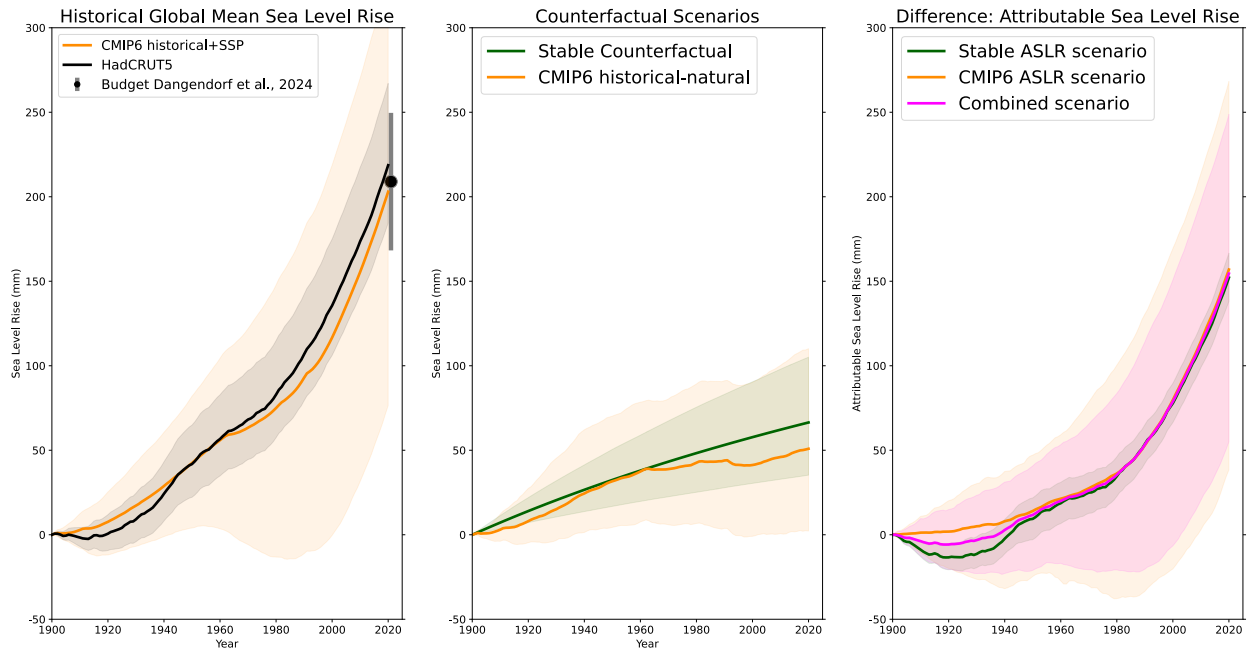 Historical Global Mean Sea Level Rise
300
250
200
150
100
50
0
-50
Sea Level Rise (mm)
CMIP6 historical+SSP
HadCRUT5
Budget Dangendorf et al., 2024
1900
1920
1940
1960
1980
2000
2020
Year
Counterfactual Scenarios
300
250
200
150
100
50
0
-50
Sea Level Rise (mm)
Stable Counterfactual
CMIP6 historical-natural
1900
1920
1940
1960
1980
2000
2020
Year
Difference: Attributable Sea Level Rise
300
250
200
150
100
50
0
-50
Attributable Sea Level Rise (mm)
Stable ASLR scenario
CMIP6 ASLR scenario
Combined scenario
1900
1920
1940
1960
1980
2000
2020
Year